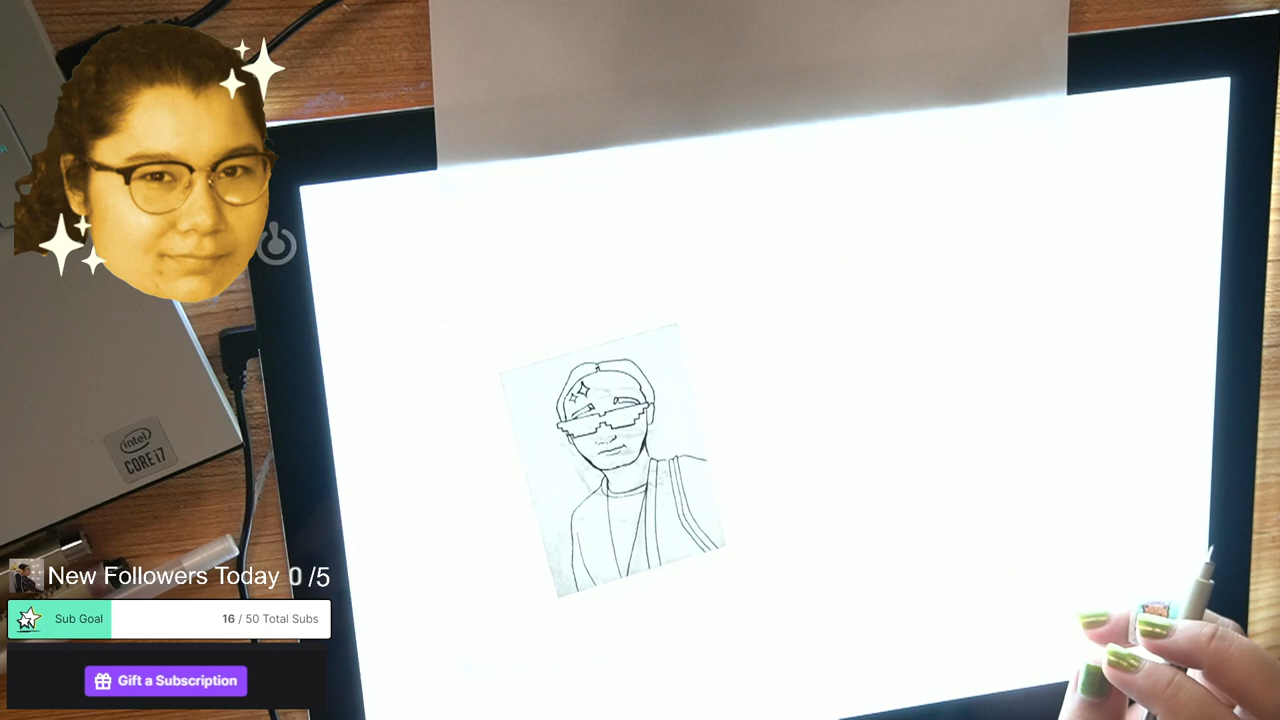 intel
CORE i7
New Followers Today 0 /5
Sub Goal 16 / 50 Total Subs
Gift a Subscription